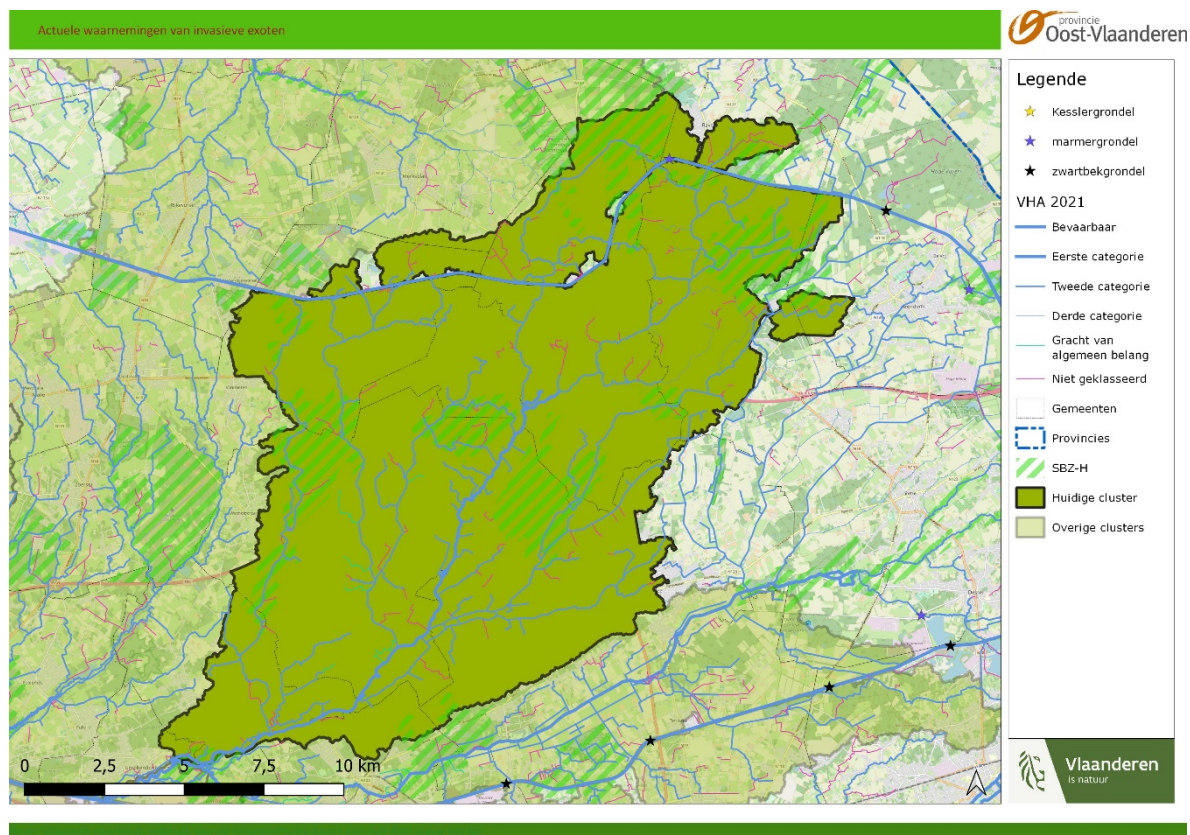 Actuele waarnemingen van invasieve exoten
provincie
Oost-Vlaanderen
Legende
Kesslergrondel
marmergrondel
zwartbekgrondel
VHA 2021
Bevaarbaar
Eerste categorie
Tweede categorie
Derde categorie
Gracht van
algemeen belang
Niet geklasseerd
Gemeenten
Provincies
SBZ-H
Huidige cluster
Overige clusters
0 2,5 5 7,5 10 km
Vlaanderen
is natuur